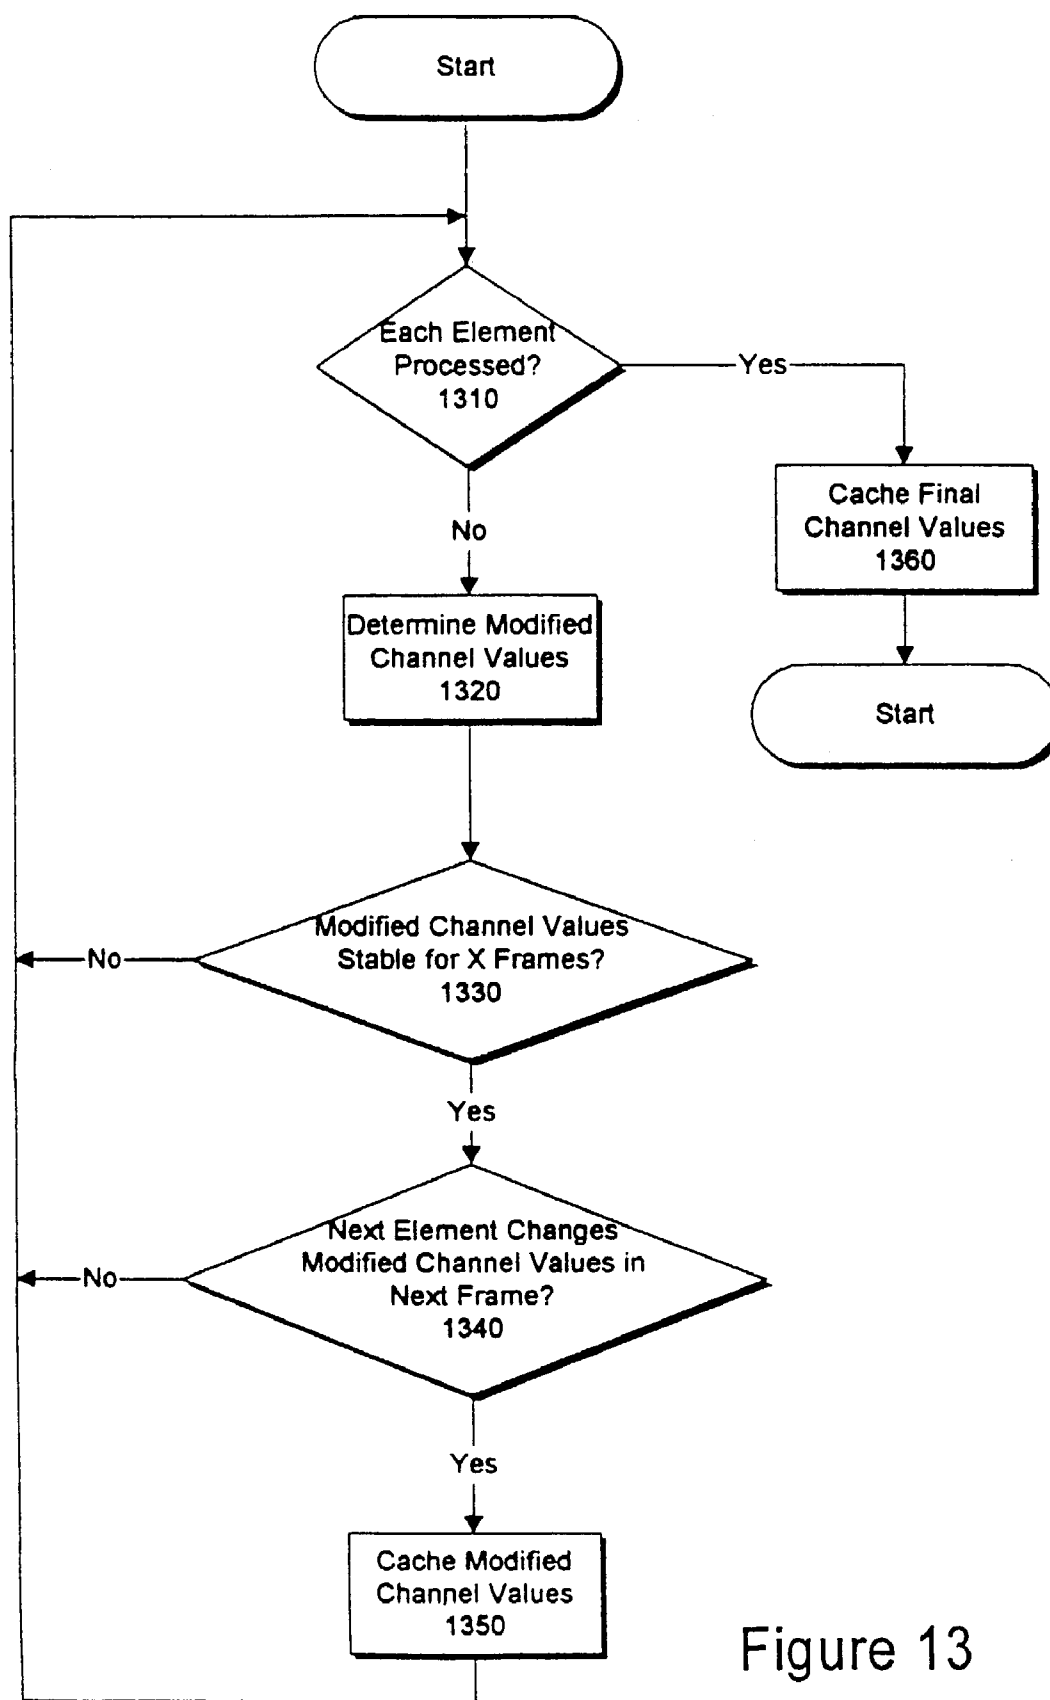 Start
Each Element
Processed?
1310
Yes
Cache Final
Channel Values
1360
Start
No
Determine Modified
Channel Values
1320
Modified Channel Values
Stable for X Frames?
1330
No
Yes
Next Element Changes
Modified Channel Values in
Next Frame?
1340
No
Yes
Cache Modified
Channel Values
1350
Figure 13